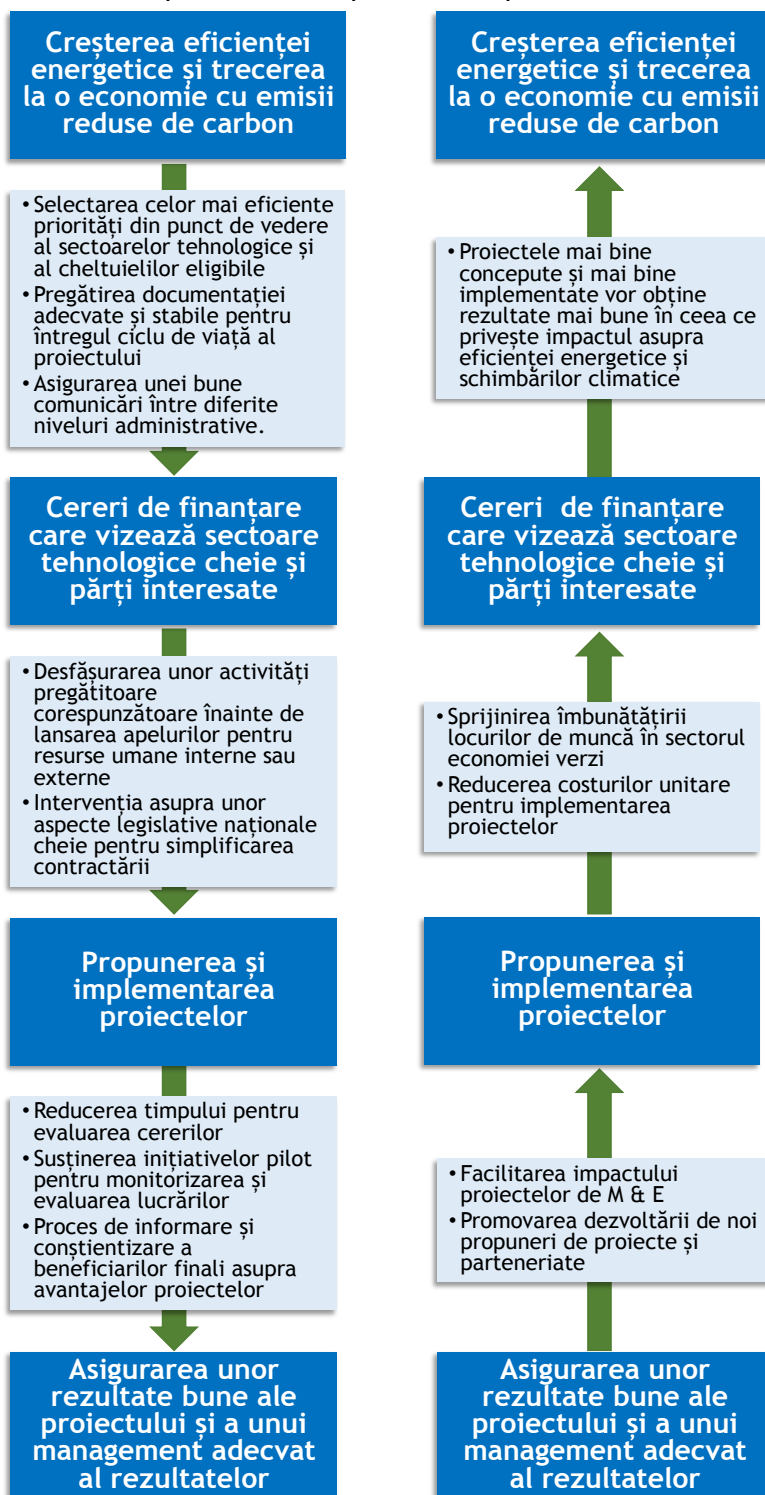 Creșterea eficienței
energetice și trecerea
la o economie cu emisii
reduse de carbon
• Selectarea celor mai eficiente
priorități din punct de vedere
al sectoarelor tehnologice și
al cheltuielilor eligibile
• Pregătirea documentației
adecvate și stabile pentru
întregul ciclu de viață al
proiectului
• Asigurarea unei bune
comunicări între diferite
niveluri administrative.
Cereri de finanțare
care vizează sectoare
tehnologice cheie și
părți interesate
• Desfășurarea unor activități
pregătitoare
corespunzătoare înainte de
lansarea apelurilor pentru
resurse umane interne sau
externe
• Intervenția asupra unor
aspecte legislative naționale
cheie pentru simplificarea
contractării
Propunerea și
implementarea
proiectelor
• Reducerea timpului pentru
evaluarea cererilor
• Susținerea inițiativelor pilot
pentru monitorizarea și
evaluarea lucrărilor
• Proces de informare și
conștientizare a
beneficiarilor finali asupra
avantajelor proiectelor
Asigurarea unor
rezultate bune ale
proiectului și a unui
management adecvat
al rezultatelor
Creșterea eficienței
energetice și trecerea
la o economie cu emisii
reduse de carbon
• Proiectele mai bine
concepute și mai bine
implementate vor obține
rezultate mai bune în ceea ce
privește impactul asupra
eficienței energetice și
schimbărilor climatice
Cereri de finanțare
care vizează sectoare
tehnologice cheie și
părți interesate
• Sprijinirea îmbunătățirii
locurilor de muncă în sectorul
economiei verzi
• Reducerea costurilor unitare
pentru implementarea
proiectelor
Propunerea și
implementarea
proiectelor
• Facilitarea impactului
proiectelor de M & E
• Promovarea dezvoltării de noi
propuneri de proiecte și
parteneriate
Asigurarea unor
rezultate bune ale
proiectului și a unui
management adecvat
al rezultatelor